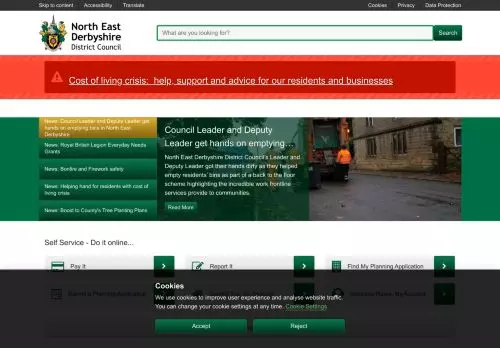 Skip to content Accessibility Translate Cookies Privacy Data Protection
North East
Derbyshire
District Council
What are you looking for?
Search
Cost of living crisis: help, support and advice for our residents and businesses
News: Council Leader and Deputy Leader get
hands on emptying bins in North East
Derbyshire
News: Royal British Legion Everyday Needs
Grants
News: Bonfire and Firework safety
News: Helping hand for residents with cost of
living crisis
News: Boost to County's Tree Planting Plans
Council Leader and Deputy
Leader get hands on emptying…
North East Derbyshire District Council's Leader and
Deputy Leader got their hands dirty as they helped
empty residents' bins as part of a back to the floor
scheme highlighting the incredible work frontline
services provide to communities.
Read More
Self Service - Do it online...
Pay It
Report It
Find My Planning Application
Submit a Planning Application
My Account
Cookies
We use cookies to improve user experience and analyse website traffic.
You can change your cookie settings at any time. Cookie Settings
Accept
Reject